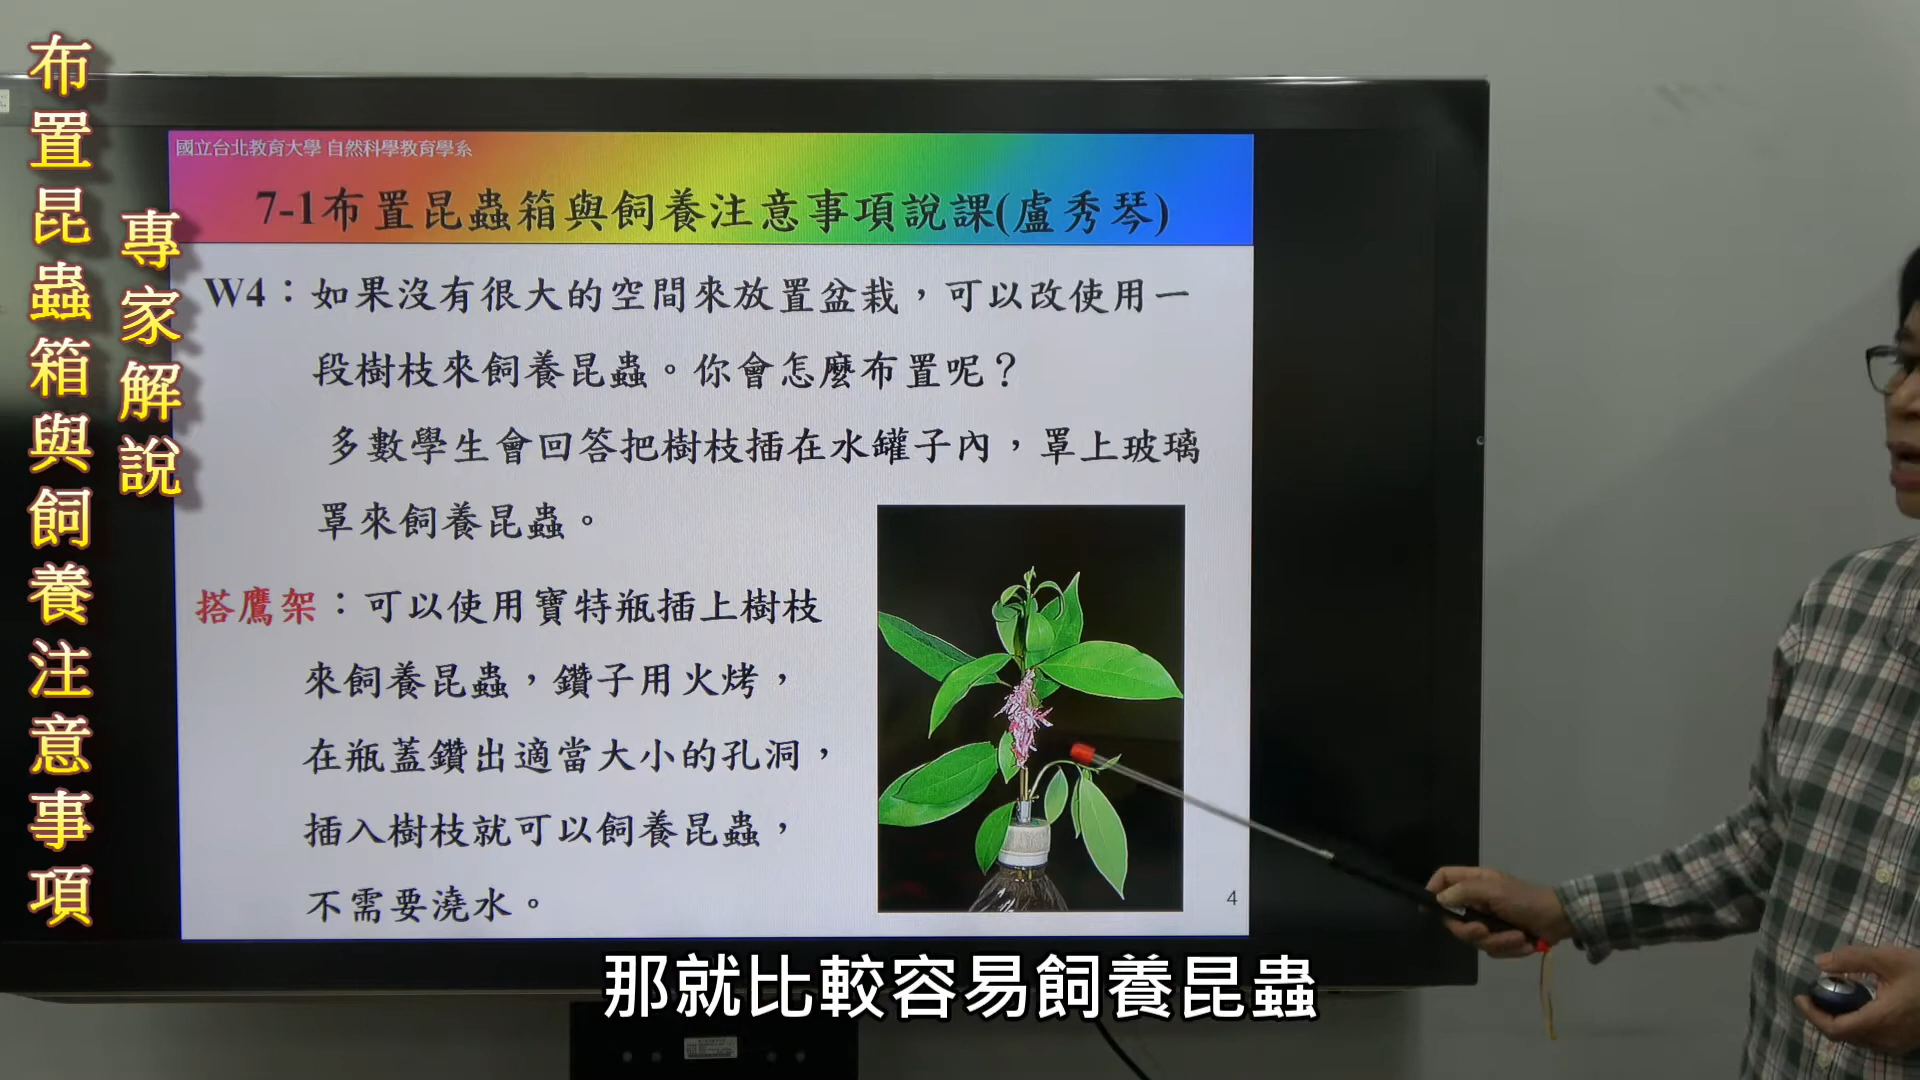 布置昆蟲箱與飼養注意事項
專家解說
國立台北教育大學 自然科學教育學系
7-1布置昆蟲箱與飼養注意事項說課(盧秀琴)
W4：如果沒有很大的空間來放置盆栽，可以改使用一
段樹枝來飼養昆蟲。你會怎麼布置呢？
多數學生會回答把樹枝插在水罐子內，罩上玻璃
罩來飼養昆蟲。
搭鷹架：可以使用寶特瓶插上樹枝
來飼養昆蟲，鑽子用火烤，
在瓶蓋鑽出適當大小的孔洞，
插入樹枝就可以飼養昆蟲，
不需要澆水。
4
那就比較容易飼養昆蟲